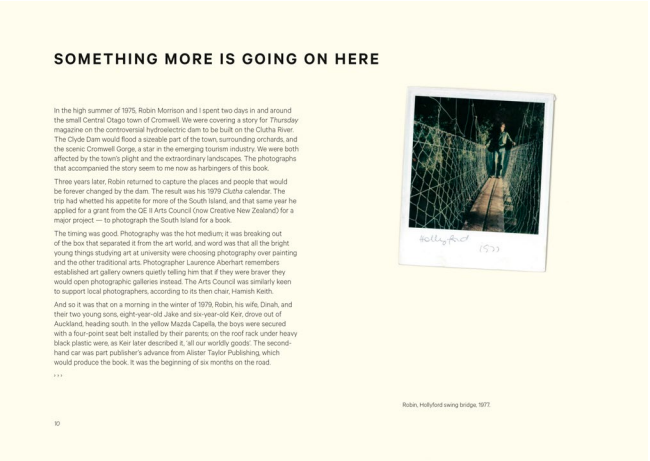 SOMETHING MORE IS GOING ON HERE
In the high summer of 1975, Robin Morrison and I spent two days in and around
the small Central Otago town of Cromwell. We were covering a story for Thursday
magazine on the controversial hydroelectric dam to be built on the Clutha River.
The Clyde Dam would flood a sizeable part of the town, surrounding orchards, and
the scenic Cromwell Gorge, a star in the emerging tourism industry. We were both
affected by the town's plight and the extraordinary landscapes. The photographs
that accompanied the story seem to me now as harbingers of this book.
Three years later, Robin returned to capture the places and people that would
be forever changed by the dam. The result was his 1979 Clutha calendar. The
trip had whetted his appetite for more of the South Island, and that same year he
applied for a grant from the QE II Arts Council (now Creative New Zealand) for a
major project — to photograph the South Island for a book.
The timing was good. Photography was the hot medium; it was breaking out
of the box that separated it from the art world, and word was that all the bright
young things studying art at university were choosing photography over painting
and the other traditional arts. Photographer Laurence Aberhart remembers
established art gallery owners quietly telling him that if they were braver they
would open photographic galleries instead. The Arts Council was similarly keen
to support local photographers, according to its then chair, Hamish Keith.
And so it was that on a morning in the winter of 1979, Robin, his wife, Dinah, and
their two young sons, eight-year-old Jake and six-year-old Keir, drove out of
Auckland, heading south. In the yellow Mazda Capella, the boys were secured
with a four-point seat belt installed by their parents; on the roof rack under heavy
black plastic were, as Keir later described it, 'all our worldly goods'. The second-
hand car was part publisher's advance from Alister Taylor Publishing, which
would produce the book. It was the beginning of six months on the road.
Hollyford
1977
Robin, Hollyford swing bridge, 1977.
10